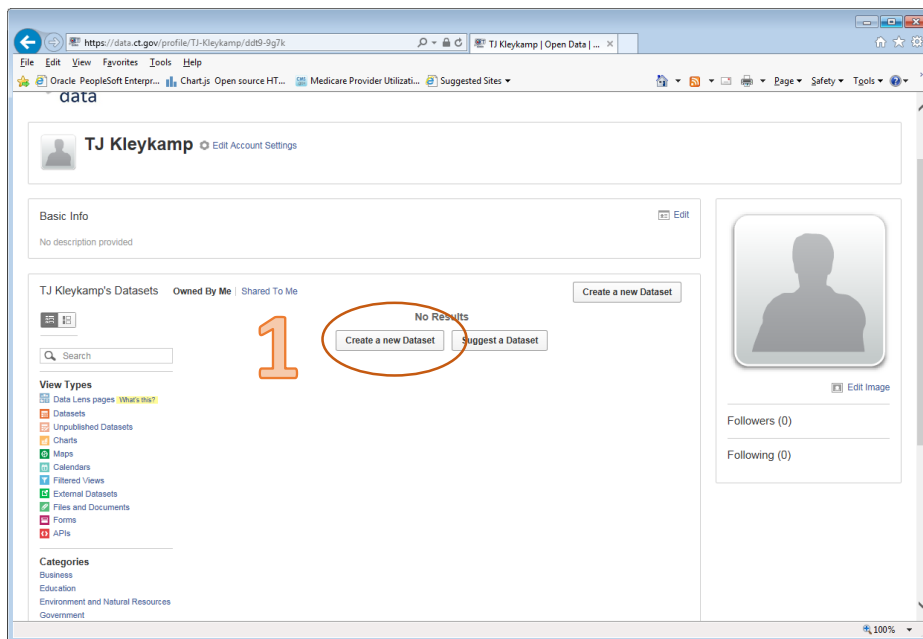 https://data.ct.gov/profile/TJ-Kleykamp/ddt9-9g7k
TJ Kleykamp | Open Data | ...
File Edit View Favorites Tools Help
Oracle PeopleSoft Enterpr... Chart.js Open source HT... Medicare Provider Utilizati... Suggested Sites
Page Safety Tools
data
TJ Kleykamp Edit Account Settings
Basic Info Edit
No description provided
TJ Kleykamp's Datasets Owned By Me | Shared To Me Create a new Dataset
No Results
1
Create a new Dataset Suggest a Dataset
Search
View Types
Data Lens pages What's this?
Datasets
Unpublished Datasets
Charts
Maps
Calendars
Filtered Views
External Datasets
Files and Documents
Forms
APIs
Categories
Business
Education
Environment and Natural Resources
Government
Edit Image
Followers (0)
Following (0)
100%